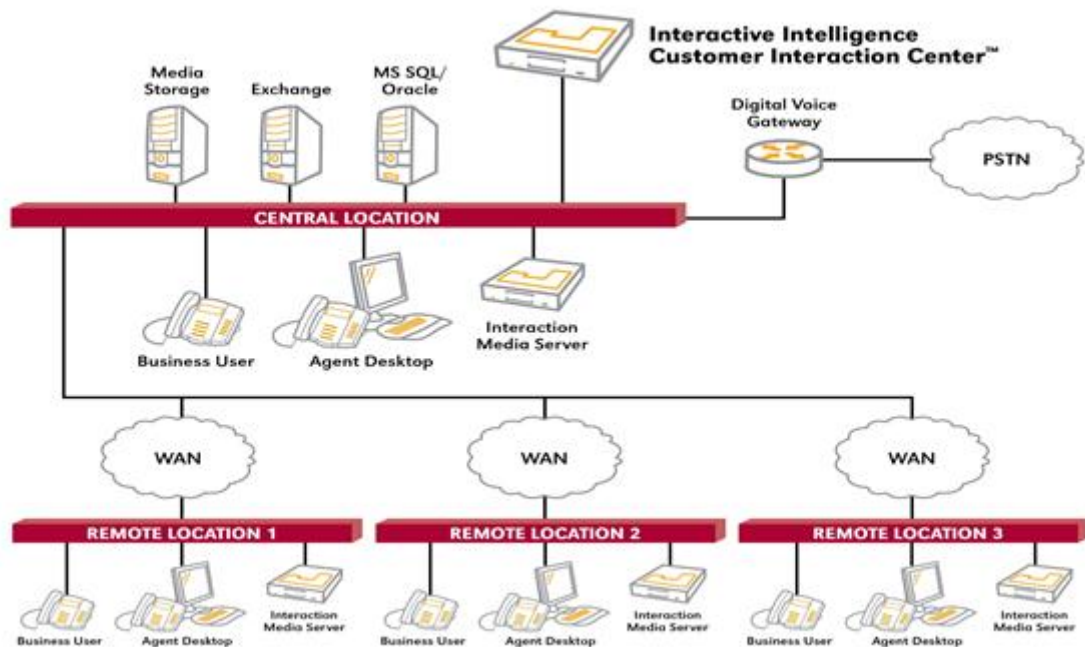 Interactive Intelligence
Customer Interaction Center™
Media
Storage
Exchange
MS SQL/
Oracle
Digital Voice
Gateway
PSTN
CENTRAL LOCATION
Business User
Agent Desktop
Interaction
Media Server
WAN
WAN
WAN
REMOTE LOCATION 1
REMOTE LOCATION 2
REMOTE LOCATION 3
Business User
Agent Desktop
Interaction
Media Server
Business User
Agent Desktop
Interaction
Media Server
Business User
Agent Desktop
Interaction
Media Server